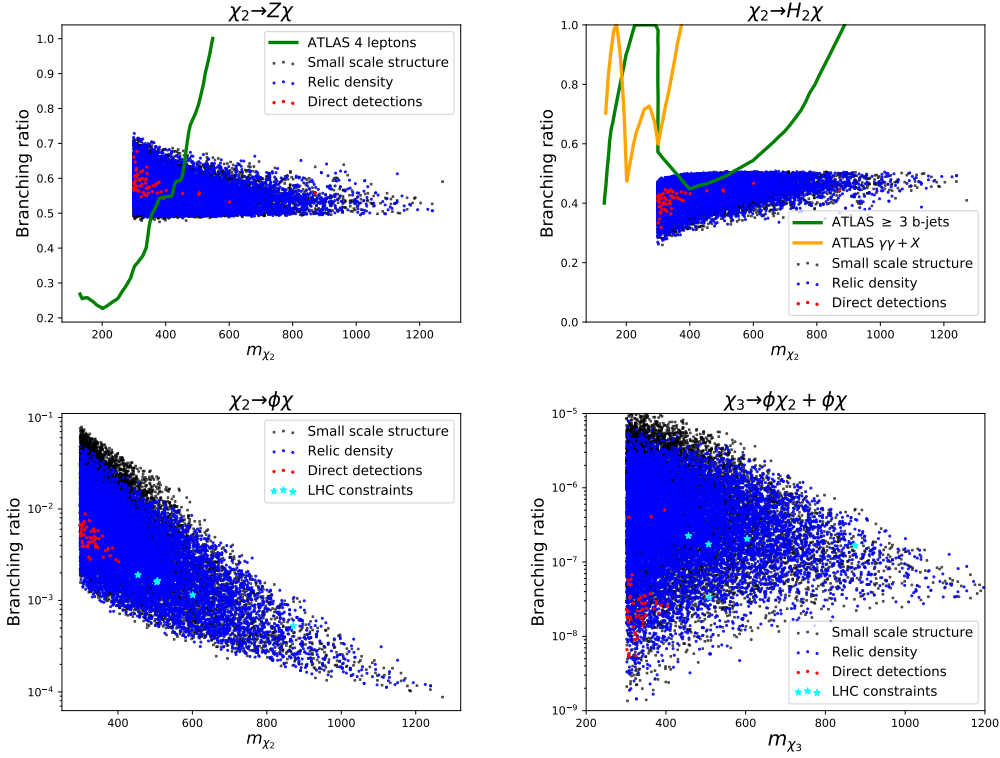 χ₂→Zχ
1.0
0.9
0.8
0.7
0.6
0.5
0.4
0.3
0.2
Branching ratio
ATLAS 4 leptons
Small scale structure
Relic density
Direct detections
200 400 600 800 1000 1200
m_χ₂
χ₂→H₂χ
1.0
0.8
0.6
0.4
0.2
0.0
Branching ratio
ATLAS ≥ 3 b-jets
ATLAS γγ + X
Small scale structure
Relic density
Direct detections
200 400 600 800 1000 1200
m_χ₂
χ₂→ϕχ
10⁻¹
10⁻²
10⁻³
10⁻⁴
Branching ratio
Small scale structure
Relic density
Direct detections
LHC constraints
400 600 800 1000 1200
m_χ₂
χ₃→ϕχ₂ + ϕχ
10⁻⁵
10⁻⁶
10⁻⁷
10⁻⁸
10⁻⁹
Branching ratio
Small scale structure
Relic density
Direct detections
LHC constraints
200 400 600 800 1000 1200
m_χ₃